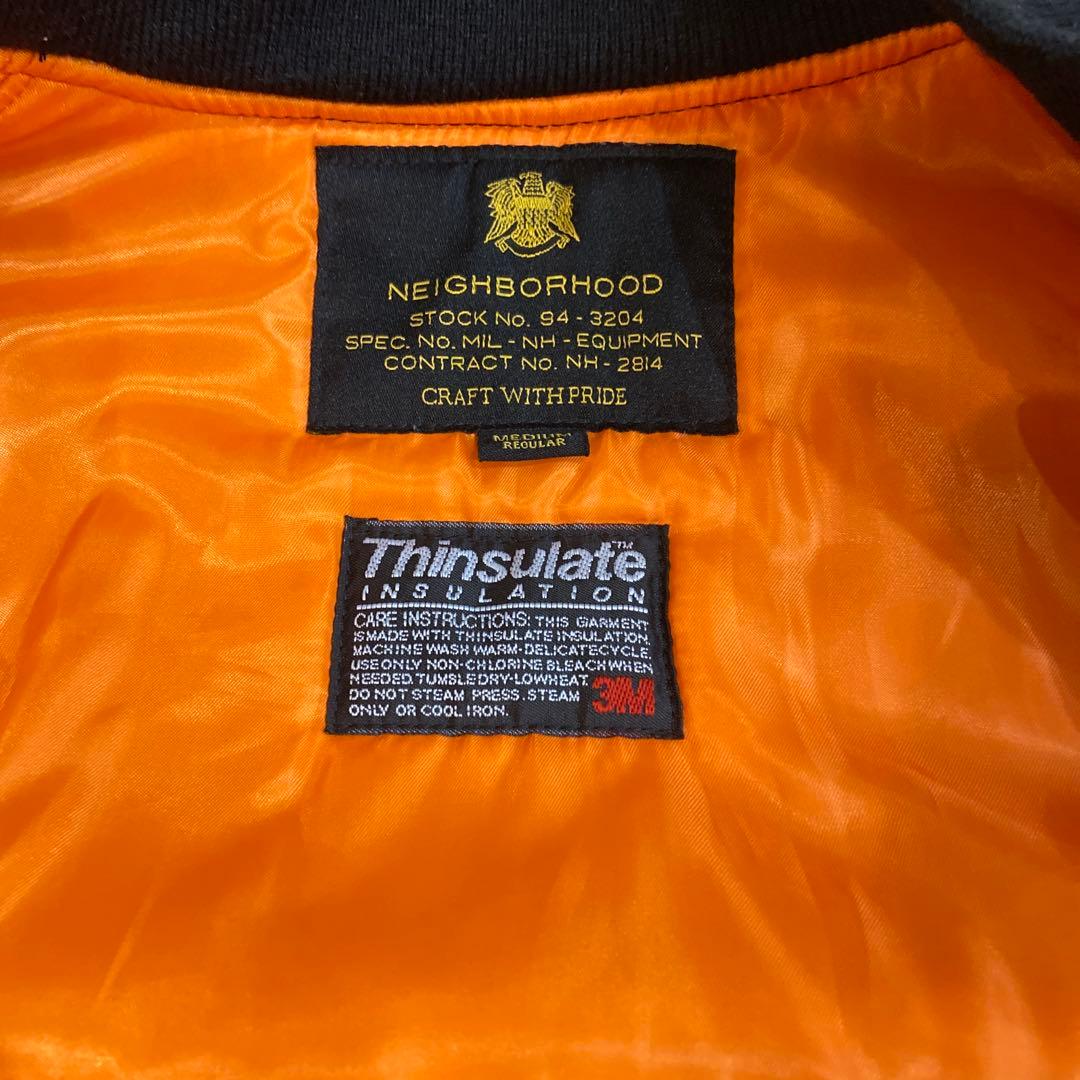 NEIGHBORHOOD
STOCK No. 94 - 3204
SPEC. No. MIL - NH - EQUIPMENT
CONTRACT No. NH - 2814
CRAFT WITH PRIDE
MEDIUM
REGULAR
Thinsulate™
INSULATION
CARE INSTRUCTIONS: THIS GARMENT
IS MADE WITH THINSULATE INSULATION.
MACHINE WASH WARM-DELICATE CYCLE.
USE ONLY NON-CHLORINE BLEACH WHEN
NEEDED. TUMBLE DRY-LOW HEAT.
DO NOT STEAM PRESS. STEAM
ONLY OR COOL IRON.
3M